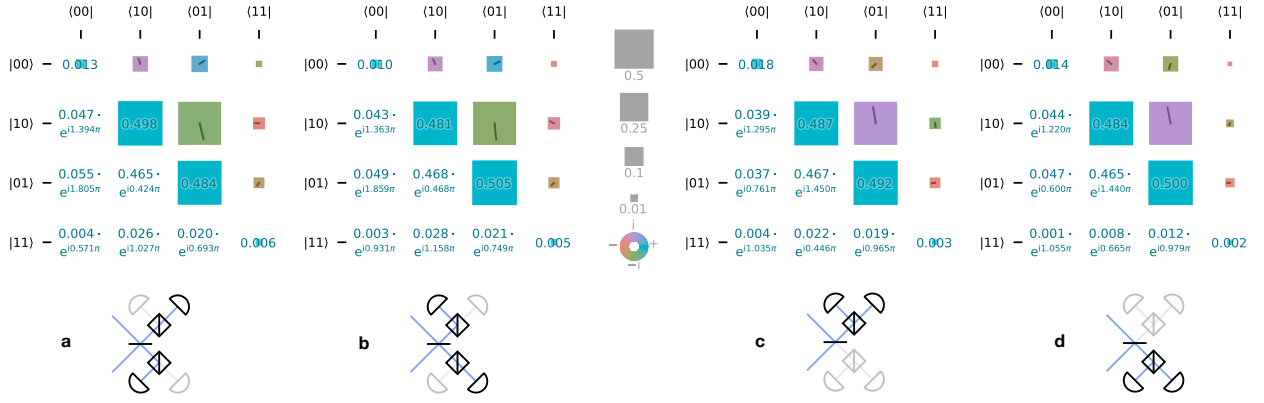 ⟨00| ⟨10| ⟨01| ⟨11|
|00⟩ 0.013
|10⟩ 0.047 · e^{i1.394π} 0.498
|01⟩ 0.055 · e^{i1.805π} 0.465 · e^{i0.424π} 0.484
|11⟩ 0.004 · e^{i0.571π} 0.026 · e^{i1.027π} 0.020 · e^{i0.693π} 0.006
a
⟨00| ⟨10| ⟨01| ⟨11|
|00⟩ 0.010
|10⟩ 0.043 · e^{i1.363π} 0.481
|01⟩ 0.049 · e^{i1.859π} 0.468 · e^{i0.468π} 0.505
|11⟩ 0.003 · e^{i0.931π} 0.028 · e^{i1.158π} 0.021 · e^{i0.749π} 0.005
b
0.5
0.25
0.1
0.01
i
− +
−i
⟨00| ⟨10| ⟨01| ⟨11|
|00⟩ 0.018
|10⟩ 0.039 · e^{i1.295π} 0.487
|01⟩ 0.037 · e^{i0.761π} 0.467 · e^{i1.450π} 0.492
|11⟩ 0.004 · e^{i1.035π} 0.022 · e^{i0.446π} 0.019 · e^{i0.965π} 0.003
c
⟨00| ⟨10| ⟨01| ⟨11|
|00⟩ 0.014
|10⟩ 0.044 · e^{i1.220π} 0.484
|01⟩ 0.047 · e^{i0.600π} 0.465 · e^{i1.440π} 0.500
|11⟩ 0.001 · e^{i1.055π} 0.008 · e^{i0.665π} 0.012 · e^{i0.979π} 0.002
d